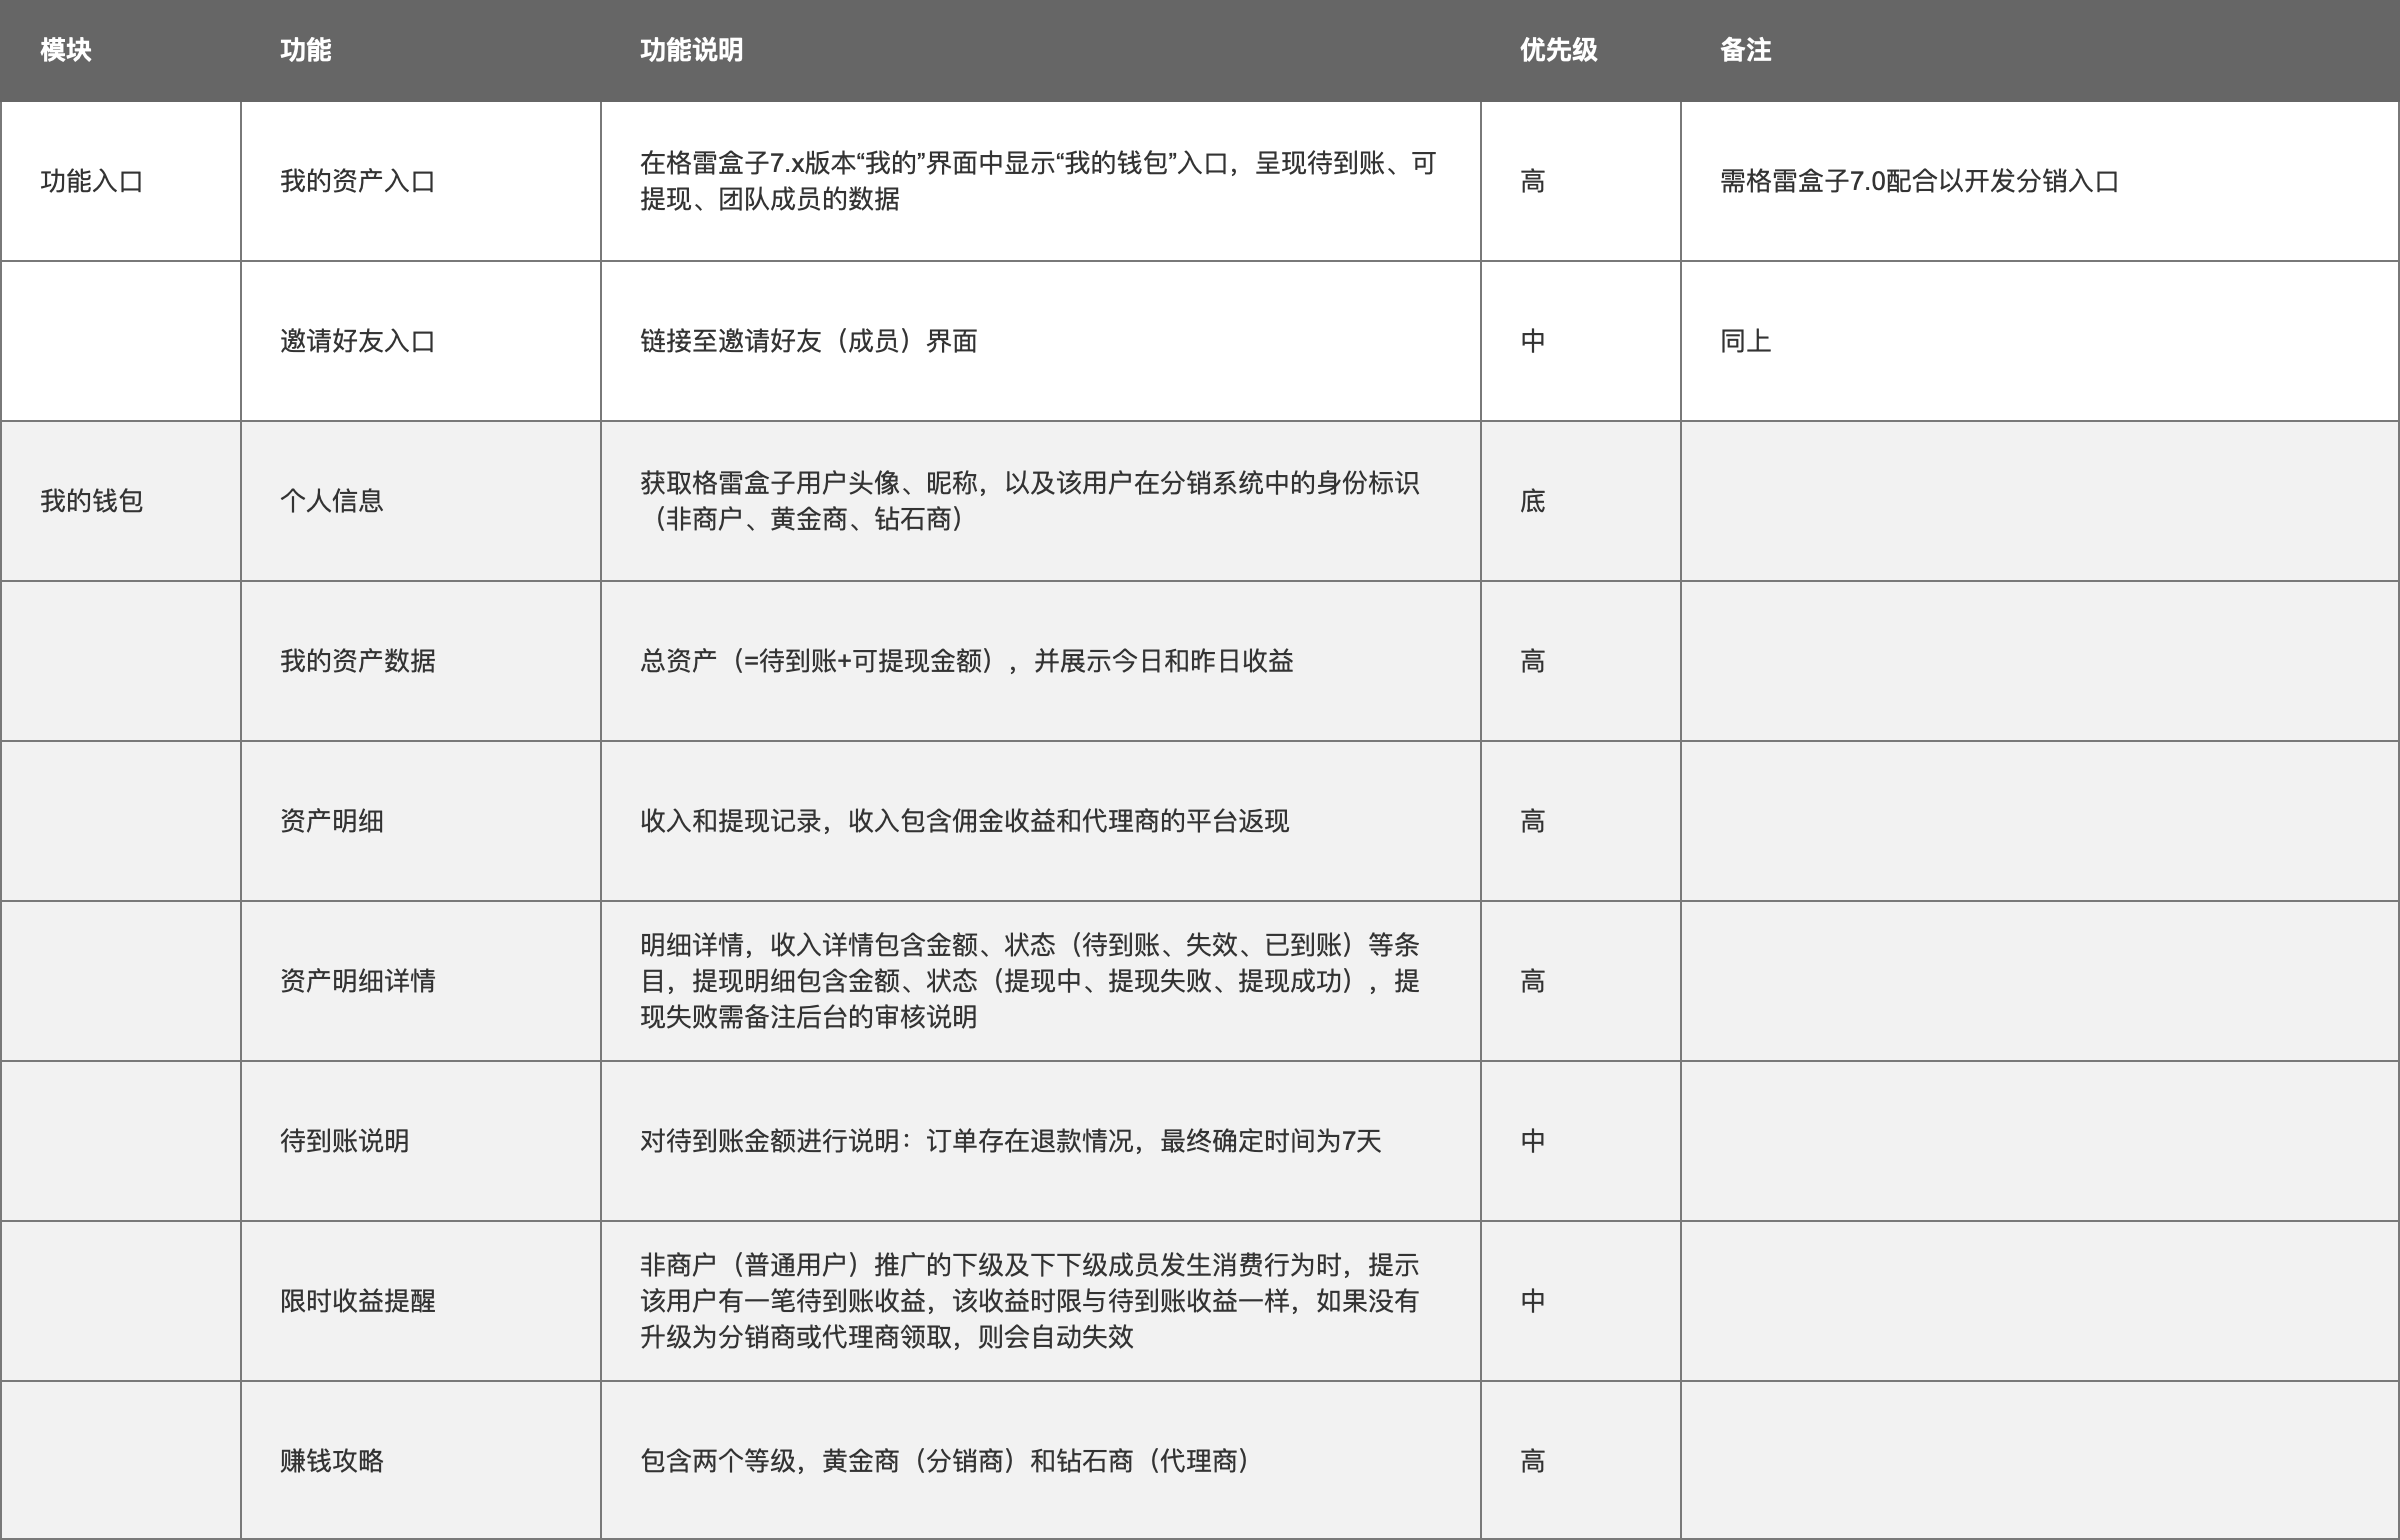 模块 功能 功能说明 优先级 备注
功能入口 我的资产入口 在格雷盒子7.x版本“我的”界面中显示“我的钱包”入口，呈现待到账、可
提现、团队成员的数据 高 需格雷盒子7.0配合以开发分销入口
邀请好友入口 链接至邀请好友（成员）界面 中 同上
我的钱包 个人信息 获取格雷盒子用户头像、昵称，以及该用户在分销系统中的身份标识
（非商户、黄金商、钻石商） 底
我的资产数据 总资产（=待到账+可提现金额），并展示今日和昨日收益 高
资产明细 收入和提现记录，收入包含佣金收益和代理商的平台返现 高
资产明细详情 明细详情，收入详情包含金额、状态（待到账、失效、已到账）等条
目，提现明细包含金额、状态（提现中、提现失败、提现成功），提
现失败需备注后台的审核说明 高
待到账说明 对待到账金额进行说明：订单存在退款情况，最终确定时间为7天 中
限时收益提醒 非商户（普通用户）推广的下级及下下级成员发生消费行为时，提示
该用户有一笔待到账收益，该收益时限与待到账收益一样，如果没有
升级为分销商或代理商领取，则会自动失效 中
赚钱攻略 包含两个等级，黄金商（分销商）和钻石商（代理商） 高